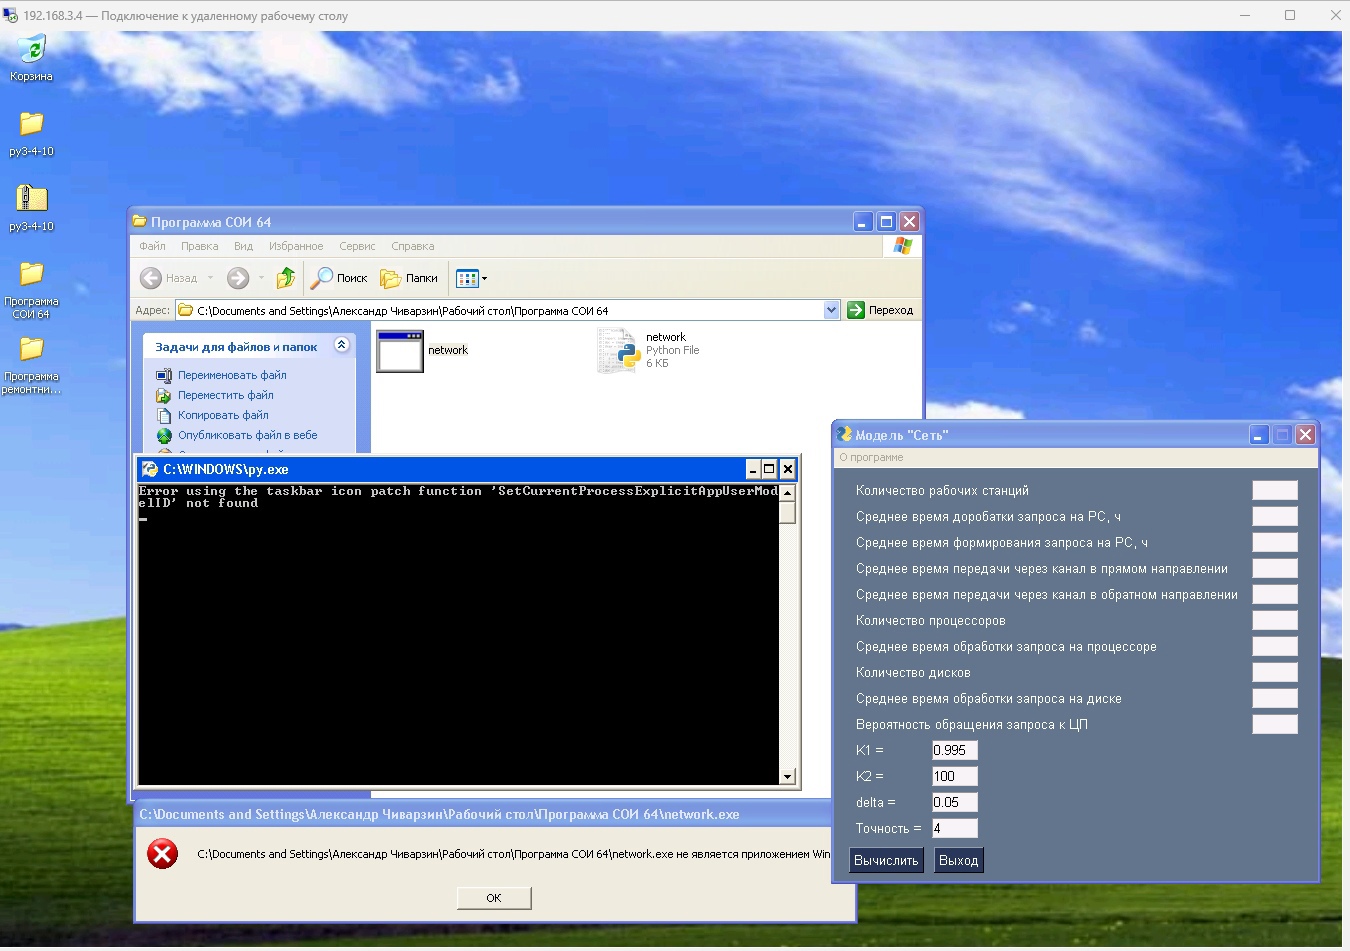 192.168.3.4 — Подключение к удаленному рабочему столу
Корзина
py3-4-10
py3-4-10
Программа
СОИ 64
Программа
ремонтни...
Программа СОИ 64
Файл Правка Вид Избранное Сервис Справка
Назад Поиск Папки
Адрес: C:\Documents and Settings\Александр Чиварзин\Рабочий стол\Программа СОИ 64 Переход
Задачи для файлов и папок
Переименовать файл
Переместить файл
Копировать файл
Опубликовать файл в вебе
network
network
Python File
6 КБ
C:\WINDOWS\py.exe
Error using the taskbar icon patch function 'SetCurrentProcessExplicitAppUserMod
elID' not found
C:\Documents and Settings\Александр Чиварзин\Рабочий стол\Программа СОИ 64\network.exe
C:\Documents and Settings\Александр Чиварзин\Рабочий стол\Программа СОИ 64\network.exe не является приложением Win
OK
Модель "Сеть"
О программе
Количество рабочих станций
Среднее время доробатки запроса на РС, ч
Среднее время формирования запроса на РС, ч
Среднее время передачи через канал в прямом направлении
Среднее время передачи через канал в обратном направлении
Количество процессоров
Среднее время обработки запроса на процессоре
Количество дисков
Среднее время обработки запроса на диске
Вероятность обращения запроса к ЦП
K1 = 0.995
K2 = 100
delta = 0.05
Точность = 4
Вычислить Выход